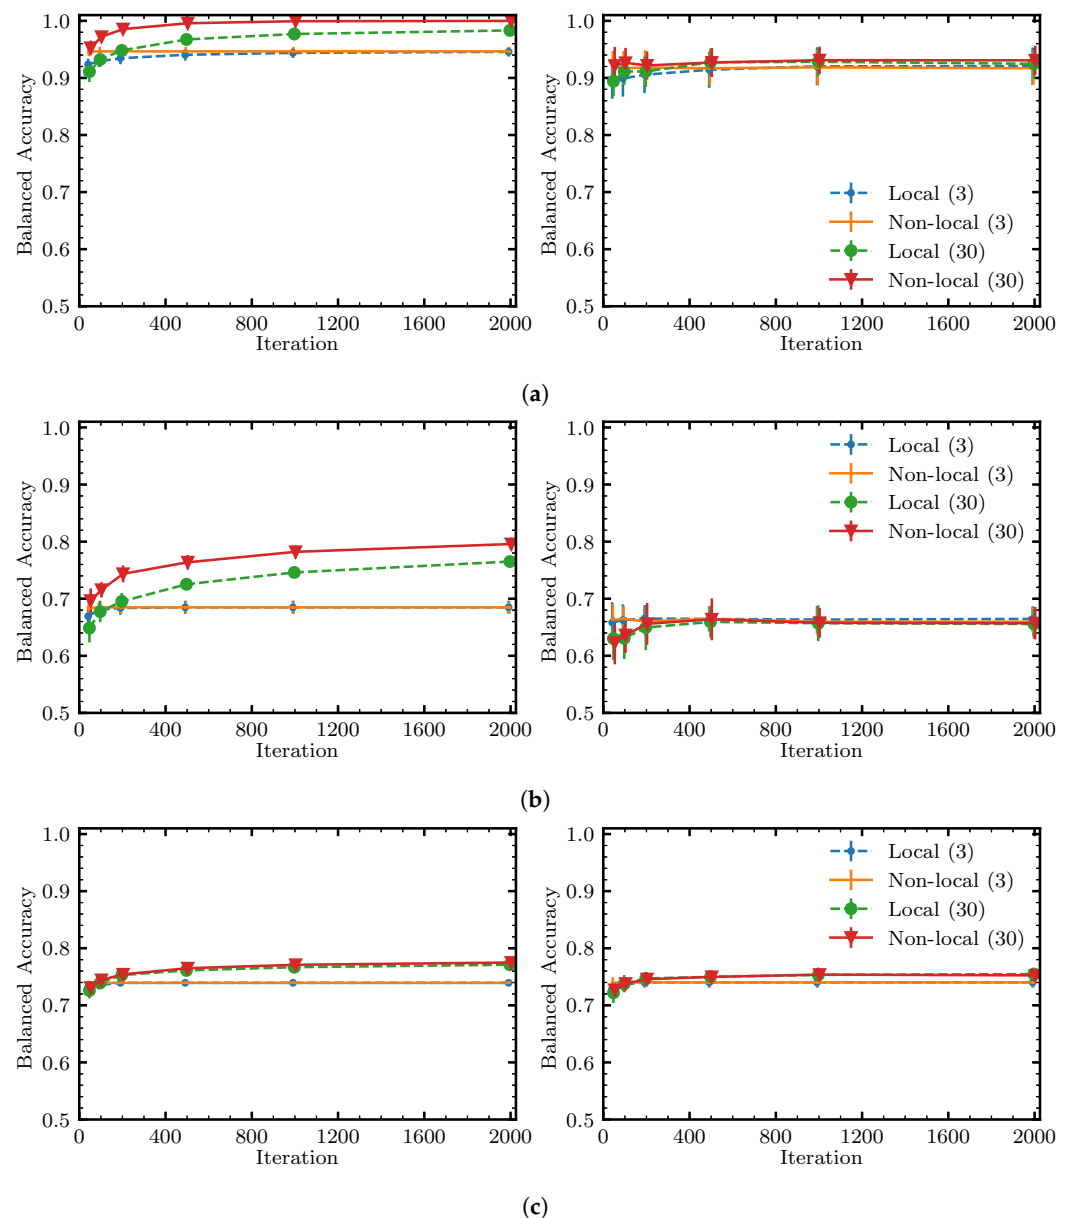 1.0
0.9
0.8
0.7
0.6
0.5
Balanced Accuracy
0 400 800 1200 1600 2000
Iteration
1.0
0.9
0.8
0.7
0.6
0.5
Balanced Accuracy
Local (3)
Non-local (3)
Local (30)
Non-local (30)
0 400 800 1200 1600 2000
Iteration
(a)
1.0
0.9
0.8
0.7
0.6
0.5
Balanced Accuracy
0 400 800 1200 1600 2000
Iteration
1.0
0.9
0.8
0.7
0.6
0.5
Balanced Accuracy
Local (3)
Non-local (3)
Local (30)
Non-local (30)
0 400 800 1200 1600 2000
Iteration
(b)
1.0
0.9
0.8
0.7
0.6
0.5
Balanced Accuracy
0 400 800 1200 1600 2000
Iteration
1.0
0.9
0.8
0.7
0.6
0.5
Balanced Accuracy
Local (3)
Non-local (3)
Local (30)
Non-local (30)
0 400 800 1200 1600 2000
Iteration
(c)